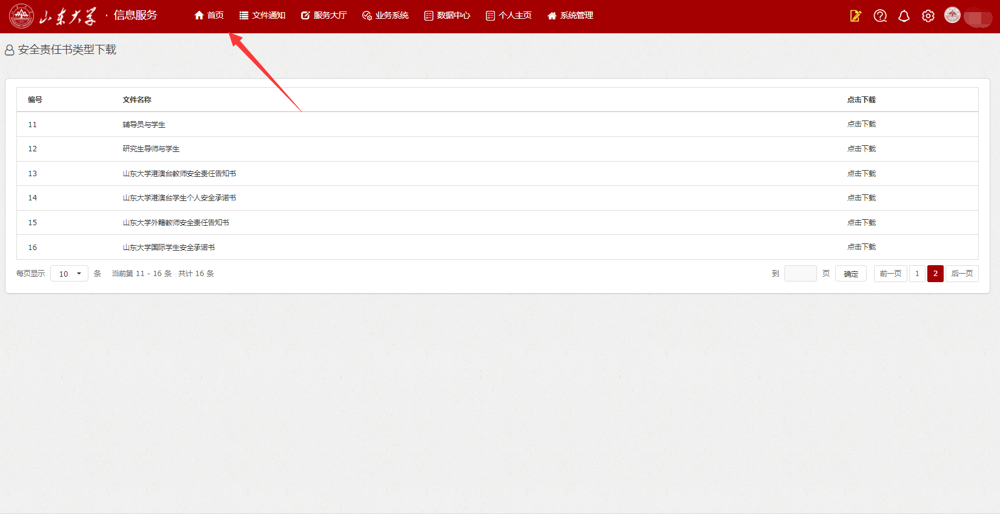 山东大学 · 信息服务 首页 文件通知 服务大厅 业务系统 数据中心 个人主页 系统管理
安全责任书类型下载
编号 文件名称 点击下载
11 辅导员与学生 点击下载
12 研究生导师与学生 点击下载
13 山东大学港澳台教师安全责任告知书 点击下载
14 山东大学港澳台学生个人安全承诺书 点击下载
15 山东大学外籍教师安全责任告知书 点击下载
16 山东大学国际学生安全承诺书 点击下载
每页显示 10 条 当前第 11 - 16 条 共计 16 条 到 页 确定 前一页 1 2 后一页